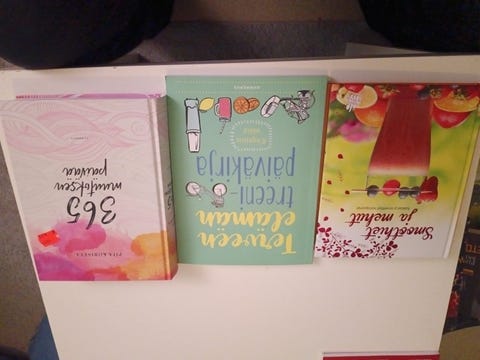 Smoothiet
ja mehut
Terveen
elämän
treeni-
päiväkirja
365
muutoksen
päivää